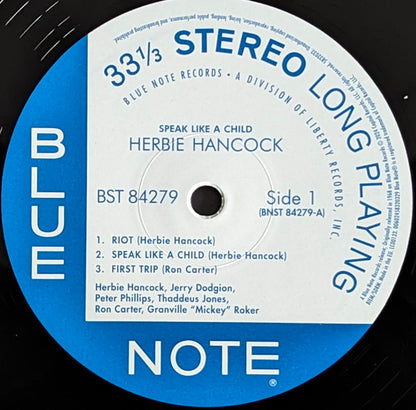 33 1/3 STEREO LONG PLAYING
BLUE NOTE RECORDS • A DIVISION OF LIBERTY RECORDS, INC.
SPEAK LIKE A CHILD
HERBIE HANCOCK
BST 84279
Side 1
(BNST 84279-A)
1. RIOT (Herbie Hancock)
2. SPEAK LIKE A CHILD (Herbie Hancock)
3. FIRST TRIP (Ron Carter)
Herbie Hancock, Jerry Dodgion,
Peter Phillips, Thaddeus Jones,
Ron Carter, Granville "Mickey" Roker
BLUE
NOTE
®